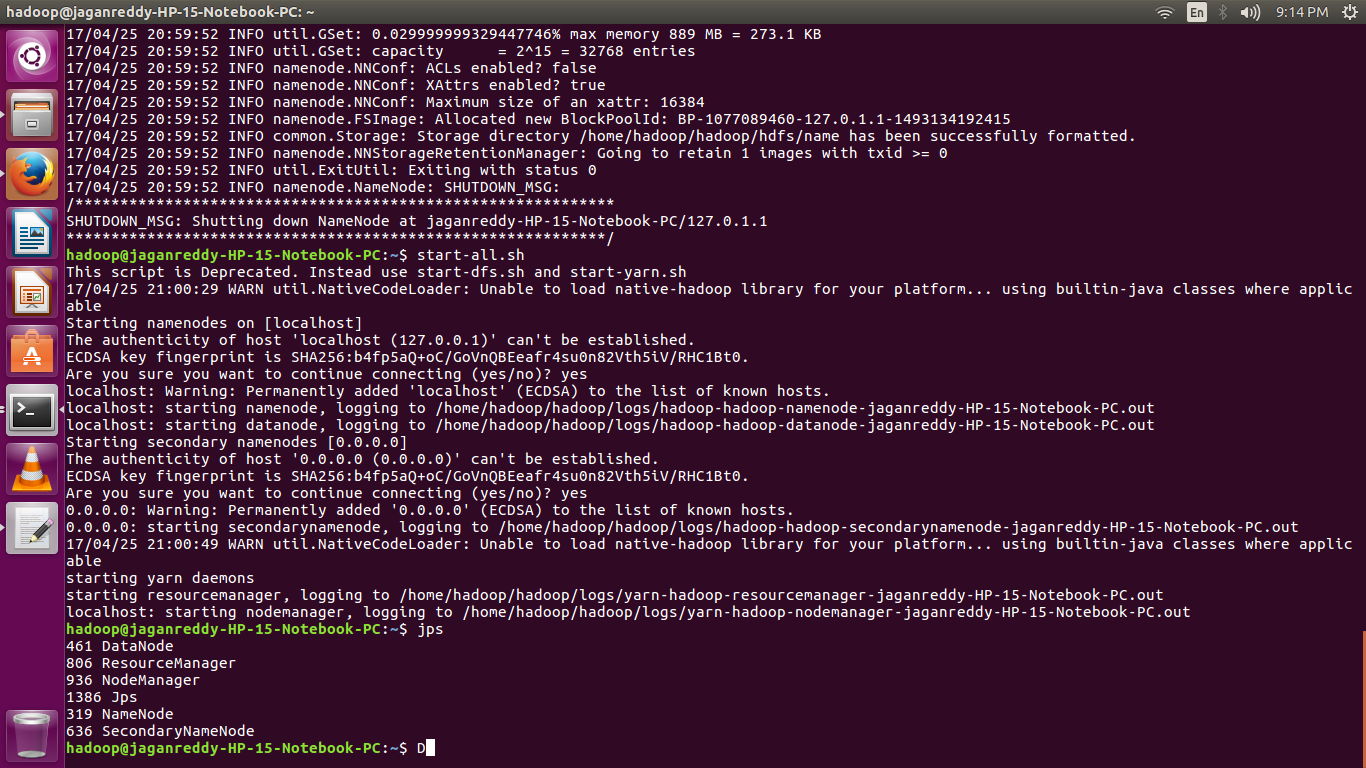 hadoop@jaganreddy-HP-15-Notebook-PC: ~
En
9:14 PM
17/04/25 20:59:52 INFO util.GSet: 0.029999999329447746% max memory 889 MB = 273.1 KB
17/04/25 20:59:52 INFO util.GSet: capacity      = 2^15 = 32768 entries
17/04/25 20:59:52 INFO namenode.NNConf: ACLs enabled? false
17/04/25 20:59:52 INFO namenode.NNConf: XAttrs enabled? true
17/04/25 20:59:52 INFO namenode.NNConf: Maximum size of an xattr: 16384
17/04/25 20:59:52 INFO namenode.FSImage: Allocated new BlockPoolId: BP-1077089460-127.0.1.1-1493134192415
17/04/25 20:59:52 INFO common.Storage: Storage directory /home/hadoop/hadoop/hdfs/name has been successfully formatted.
17/04/25 20:59:52 INFO namenode.NNStorageRetentionManager: Going to retain 1 images with txid >= 0
17/04/25 20:59:52 INFO util.ExitUtil: Exiting with status 0
17/04/25 20:59:52 INFO namenode.NameNode: SHUTDOWN_MSG:
/************************************************************
SHUTDOWN_MSG: Shutting down NameNode at jaganreddy-HP-15-Notebook-PC/127.0.1.1
************************************************************/
hadoop@jaganreddy-HP-15-Notebook-PC:~$ start-all.sh
This script is Deprecated. Instead use start-dfs.sh and start-yarn.sh
17/04/25 21:00:29 WARN util.NativeCodeLoader: Unable to load native-hadoop library for your platform... using builtin-java classes where applic
able
Starting namenodes on [localhost]
The authenticity of host 'localhost (127.0.0.1)' can't be established.
ECDSA key fingerprint is SHA256:b4fp5aQ+oC/GoVnQBEeafr4su0n82Vth5iV/RHC1Bt0.
Are you sure you want to continue connecting (yes/no)? yes
localhost: Warning: Permanently added 'localhost' (ECDSA) to the list of known hosts.
localhost: starting namenode, logging to /home/hadoop/hadoop/logs/hadoop-hadoop-namenode-jaganreddy-HP-15-Notebook-PC.out
localhost: starting datanode, logging to /home/hadoop/hadoop/logs/hadoop-hadoop-datanode-jaganreddy-HP-15-Notebook-PC.out
Starting secondary namenodes [0.0.0.0]
The authenticity of host '0.0.0.0 (0.0.0.0)' can't be established.
ECDSA key fingerprint is SHA256:b4fp5aQ+oC/GoVnQBEeafr4su0n82Vth5iV/RHC1Bt0.
Are you sure you want to continue connecting (yes/no)? yes
0.0.0.0: Warning: Permanently added '0.0.0.0' (ECDSA) to the list of known hosts.
0.0.0.0: starting secondarynamenode, logging to /home/hadoop/hadoop/logs/hadoop-hadoop-secondarynamenode-jaganreddy-HP-15-Notebook-PC.out
17/04/25 21:00:49 WARN util.NativeCodeLoader: Unable to load native-hadoop library for your platform... using builtin-java classes where applic
able
starting yarn daemons
starting resourcemanager, logging to /home/hadoop/hadoop/logs/yarn-hadoop-resourcemanager-jaganreddy-HP-15-Notebook-PC.out
localhost: starting nodemanager, logging to /home/hadoop/hadoop/logs/yarn-hadoop-nodemanager-jaganreddy-HP-15-Notebook-PC.out
hadoop@jaganreddy-HP-15-Notebook-PC:~$ jps
461 DataNode
806 ResourceManager
936 NodeManager
1386 Jps
319 NameNode
636 SecondaryNameNode
hadoop@jaganreddy-HP-15-Notebook-PC:~$ D